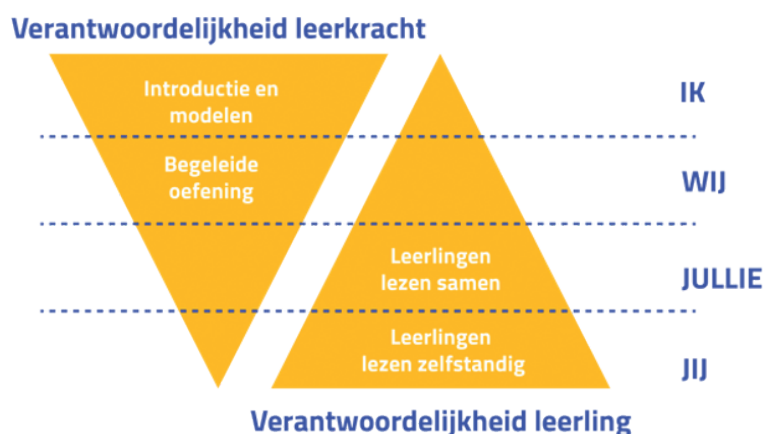 Verantwoordelijkheid leerkracht
Introductie en
modelen
IK
Begeleide
oefening
WIJ
Leerlingen
lezen samen
JULLIE
Leerlingen
lezen zelfstandig
JIJ
Verantwoordelijkheid leerling